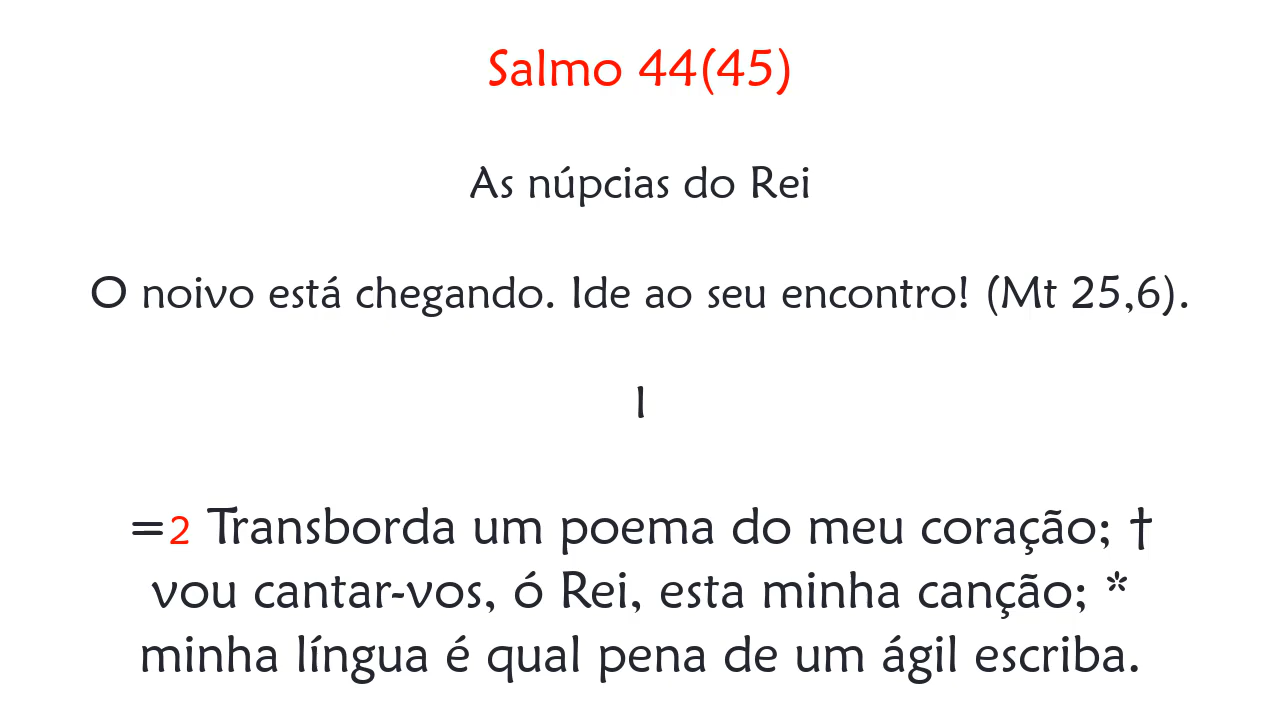 Salmo 44(45)
As núpcias do Rei
O noivo está chegando. Ide ao seu encontro! (Mt 25,6).
I
=2 Transborda um poema do meu coração; †
vou cantar-vos, ó Rei, esta minha canção; *
minha língua é qual pena de um ágil escriba.